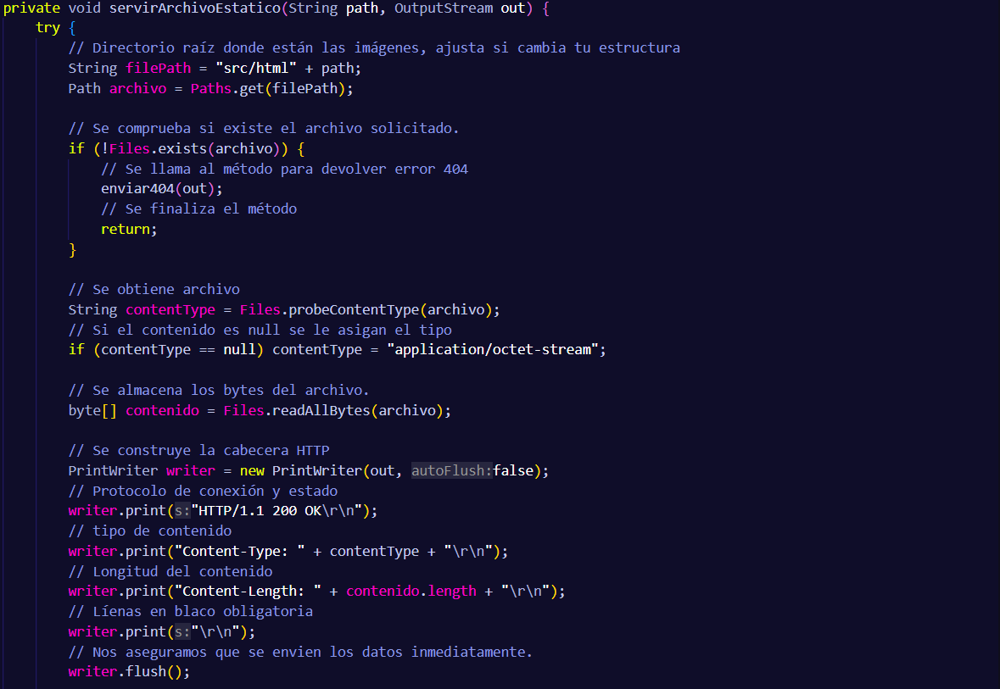 private void servirArchivoEstatico(String path, OutputStream out) {
try {
// Directorio raíz donde están las imágenes, ajusta si cambia tu estructura
String filePath = "src/html" + path;
Path archivo = Paths.get(filePath);
// Se comprueba si existe el archivo solicitado.
if (!Files.exists(archivo)) {
// Se llama al método para devolver error 404
enviar404(out);
// Se finaliza el método
return;
}
// Se obtiene archivo
String contentType = Files.probeContentType(archivo);
// Si el contenido es null se le asigan el tipo
if (contentType == null) contentType = "application/octet-stream";
// Se almacena los bytes del archivo.
byte[] contenido = Files.readAllBytes(archivo);
// Se construye la cabecera HTTP
PrintWriter writer = new PrintWriter(out, autoFlush:false);
// Protocolo de conexión y estado
writer.print(s:"HTTP/1.1 200 OK\r\n");
// tipo de contenido
writer.print("Content-Type: " + contentType + "\r\n");
// Longitud del contenido
writer.print("Content-Length: " + contenido.length + "\r\n");
// Líenas en blaco obligatoria
writer.print(s:"\r\n");
// Nos aseguramos que se envien los datos inmediatamente.
writer.flush();